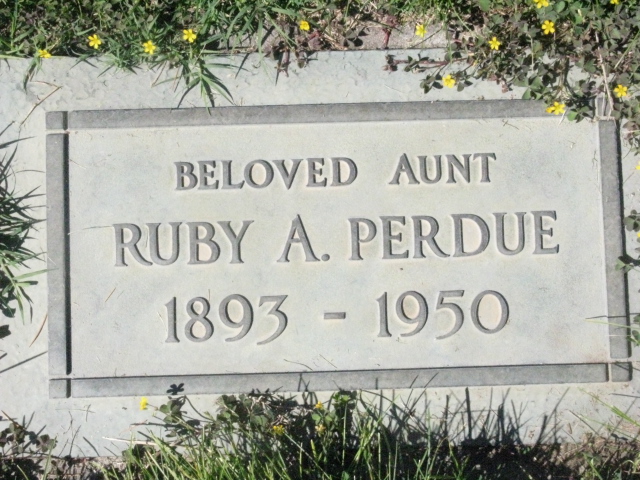 BELOVED AUNT
RUBY A. PERDUE
1893 - 1950